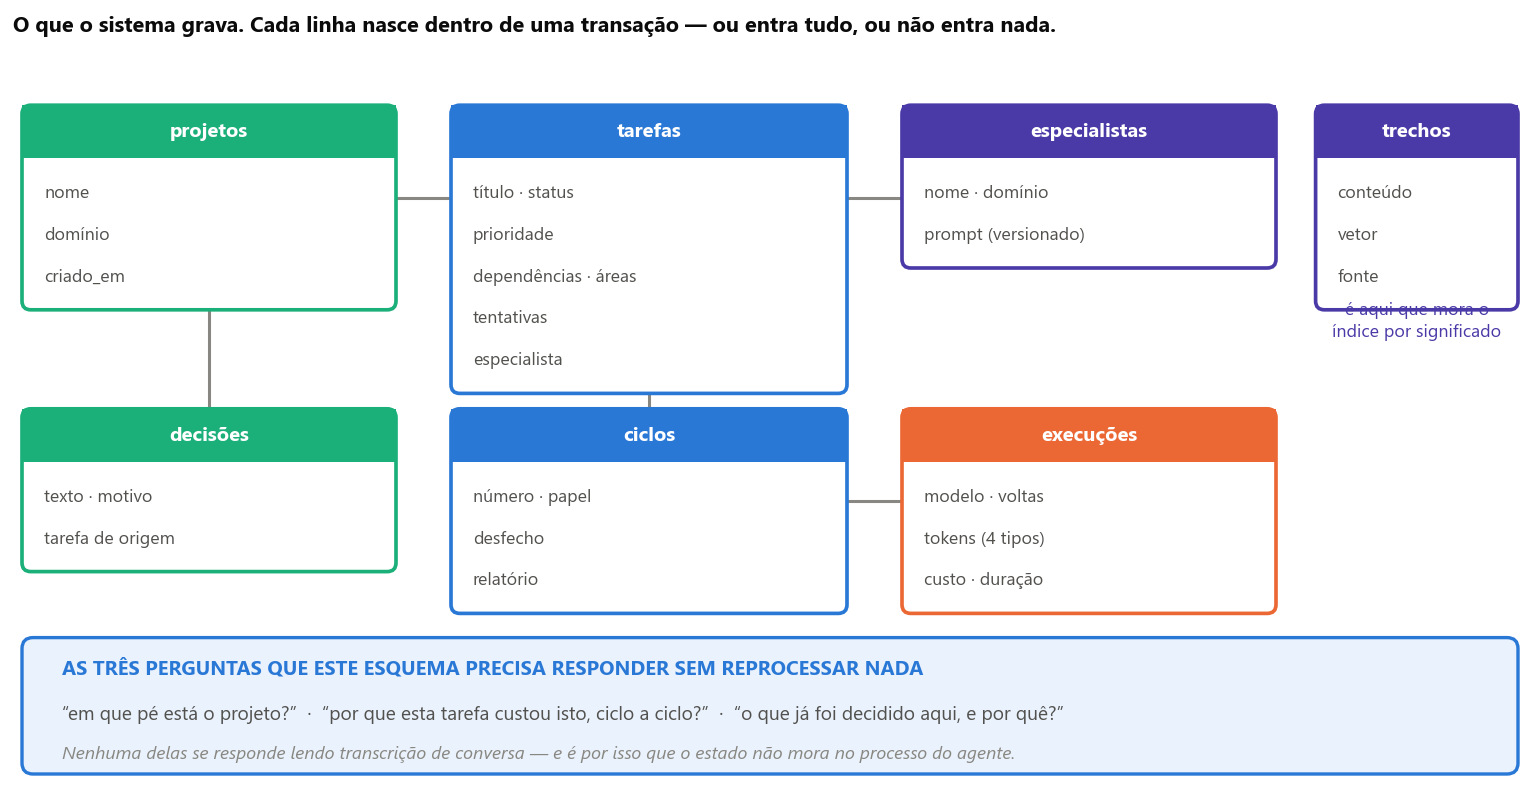 O que o sistema grava. Cada linha nasce dentro de uma transação — ou entra tudo, ou não entra nada.
projetos
nome
domínio
criado_em
tarefas
título · status
prioridade
dependências · áreas
tentativas
especialista
especialistas
nome · domínio
prompt (versionado)
trechos
conteúdo
vetor
fonte
é aqui que mora o
índice por significado
decisões
texto · motivo
tarefa de origem
ciclos
número · papel
desfecho
relatório
execuções
modelo · voltas
tokens (4 tipos)
custo · duração
AS TRÊS PERGUNTAS QUE ESTE ESQUEMA PRECISA RESPONDER SEM REPROCESSAR NADA
“em que pé está o projeto?” · “por que esta tarefa custou isto, ciclo a ciclo?” · “o que já foi decidido aqui, e por quê?”
Nenhuma delas se responde lendo transcrição de conversa — e é por isso que o estado não mora no processo do agente.